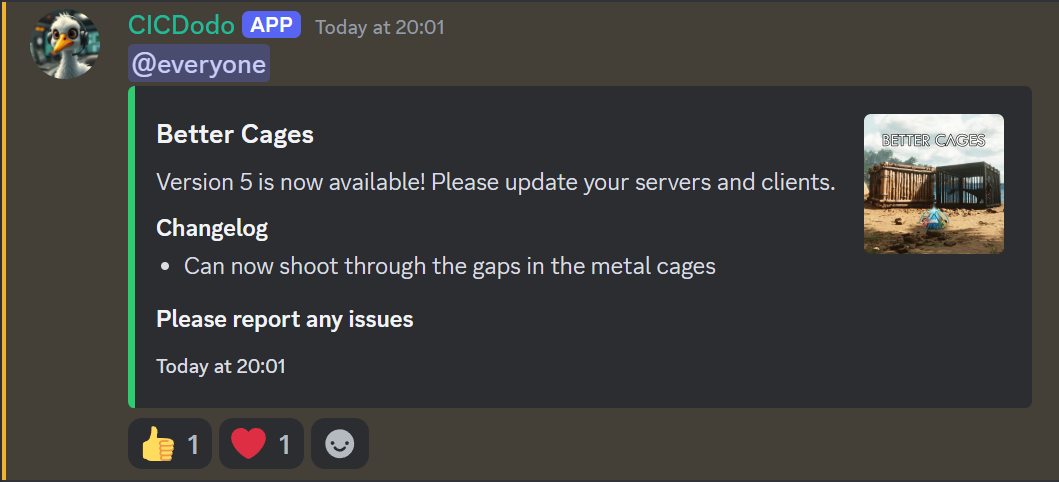 CICDodo APP Today at 20:01
@everyone
Better Cages
BETTER CAGES
Version 5 is now available! Please update your servers and clients.
Changelog
• Can now shoot through the gaps in the metal cages
Please report any issues
Today at 20:01
1 1